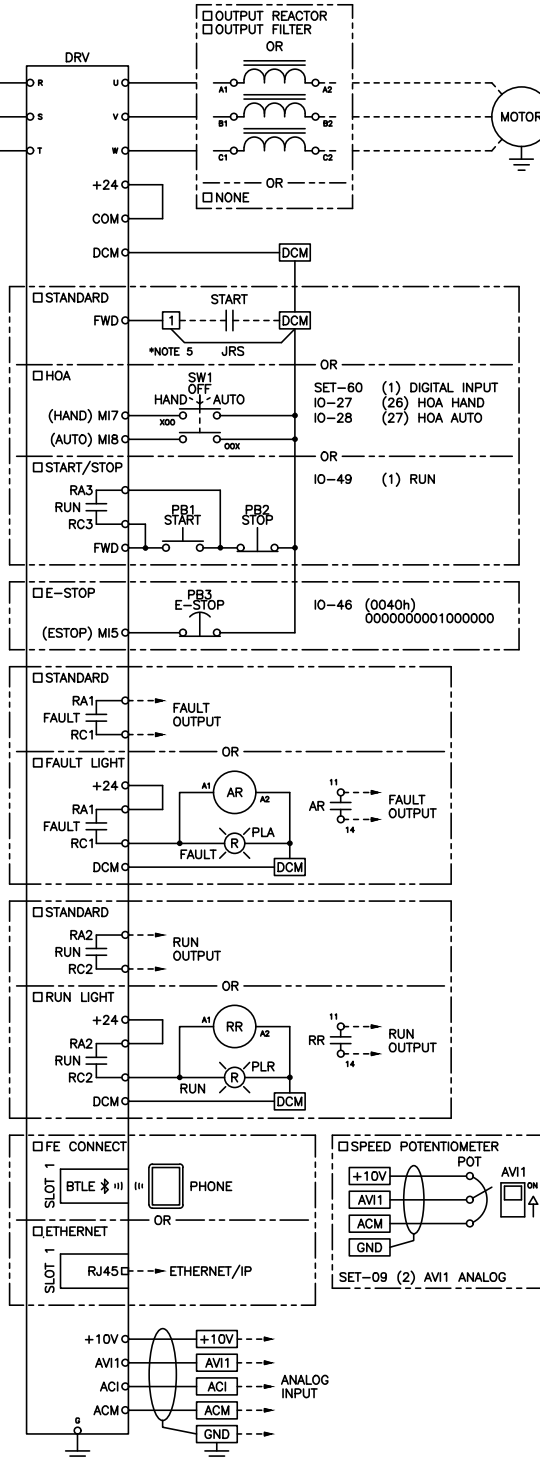 □ OUTPUT REACTOR
□ OUTPUT FILTER
OR
DRV
R
U
A1
A2
S
V
B1
B2
MOTOR
T
W
C1
C2
+24
OR
□ NONE
COM
DCM
DCM
□ STANDARD
START
FWD
1
DCM
*NOTE 5
JRS
OR
□ HOA
SW1
OFF
HAND
AUTO
SET-60 (1) DIGITAL INPUT
IO-27 (26) HOA HAND
IO-28 (27) HOA AUTO
(HAND) MI7
X00
(AUTO) MI8
00X
OR
□ START/STOP
IO-49 (1) RUN
RA3
RUN
RC3
PB1
START
PB2
STOP
FWD
□ E-STOP
PB3
E-STOP
IO-46 (0040h)
0000000001000000
(ESTOP) MI5
□ STANDARD
RA1
FAULT
RC1
FAULT
OUTPUT
OR
□ FAULT LIGHT
+24
RA1
FAULT
RC1
DCM
A1
AR
A2
R
PLA
FAULT
DCM
11
AR
14
FAULT
OUTPUT
□ STANDARD
RA2
RUN
RC2
RUN
OUTPUT
OR
□ RUN LIGHT
+24
RA2
RUN
RC2
DCM
A1
RR
A2
R
PLR
RUN
DCM
11
RR
14
RUN
OUTPUT
□ FE CONNECT
SLOT 1
BTLE
PHONE
OR
□ ETHERNET
SLOT 1
RJ45
ETHERNET/IP
□ SPEED POTENTIOMETER
POT
+10V
AVI1
ACM
GND
AVI1
ON
SET-09 (2) AVI1 ANALOG
+10V
+10V
AVI1
AVI1
ACI
ACI
ANALOG
INPUT
ACM
ACM
G
GND